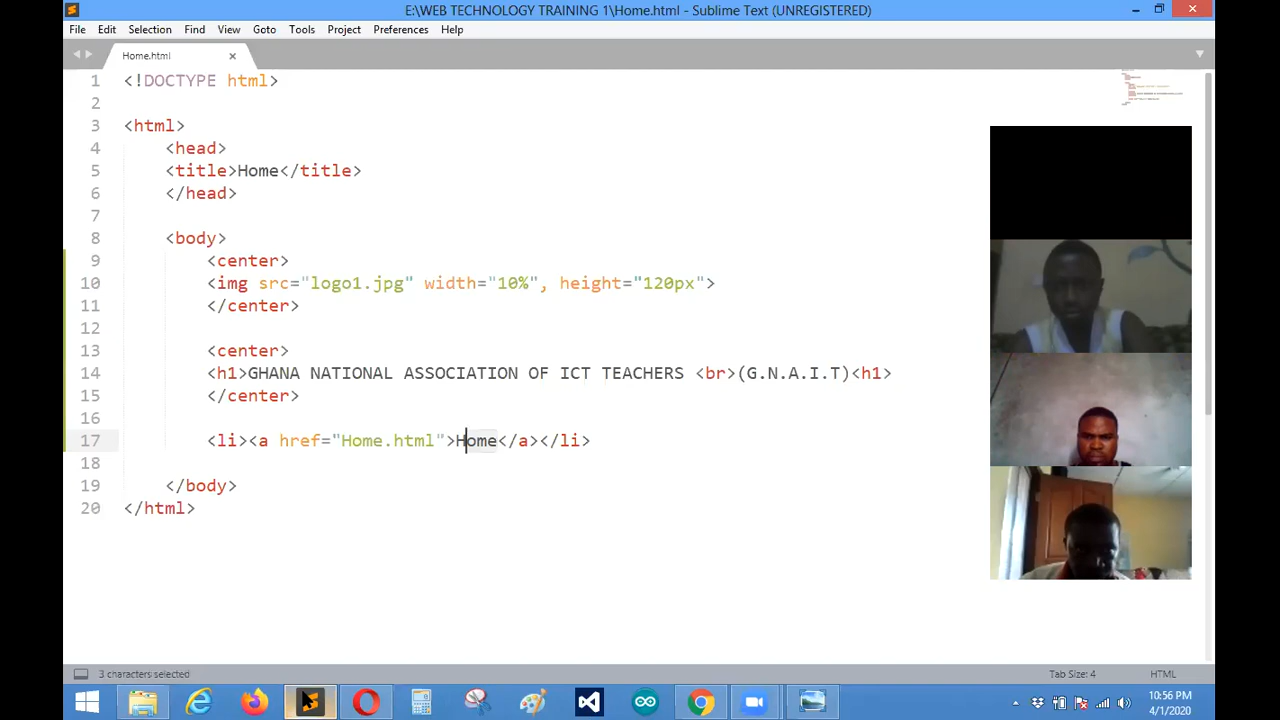 E:\WEB TECHNOLOGY TRAINING 1\Home.html - Sublime Text (UNREGISTERED)
File Edit Selection Find View Goto Tools Project Preferences Help
Home.html
1 <!DOCTYPE html>
2
3 <html>
4 <head>
5 <title>Home</title>
6 </head>
7
8 <body>
9 <center>
10 <img src="logo1.jpg" width="10%", height="120px">
11 </center>
12
13 <center>
14 <h1>GHANA NATIONAL ASSOCIATION OF ICT TEACHERS <br>(G.N.A.I.T)<h1>
15 </center>
16
17 <li><a href="Home.html">Home</a></li>
18
19 </body>
20 </html>
3 characters selected Tab Size: 4 HTML
10:56 PM
4/1/2020